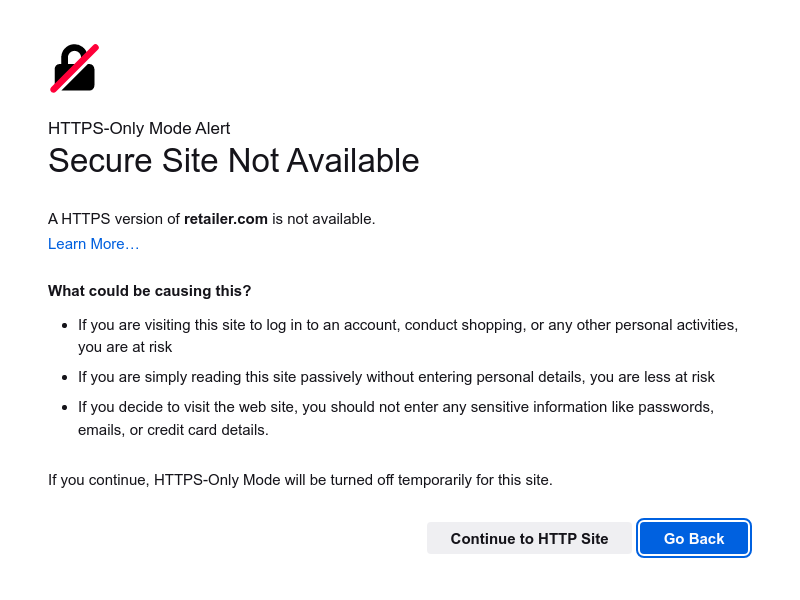 HTTPS-Only Mode Alert
Secure Site Not Available
A HTTPS version of retailer.com is not available.
Learn More…
What could be causing this?
• If you are visiting this site to log in to an account, conduct shopping, or any other personal activities,
you are at risk
• If you are simply reading this site passively without entering personal details, you are less at risk
• If you decide to visit the web site, you should not enter any sensitive information like passwords,
emails, or credit card details.
If you continue, HTTPS-Only Mode will be turned off temporarily for this site.
Continue to HTTP Site
Go Back